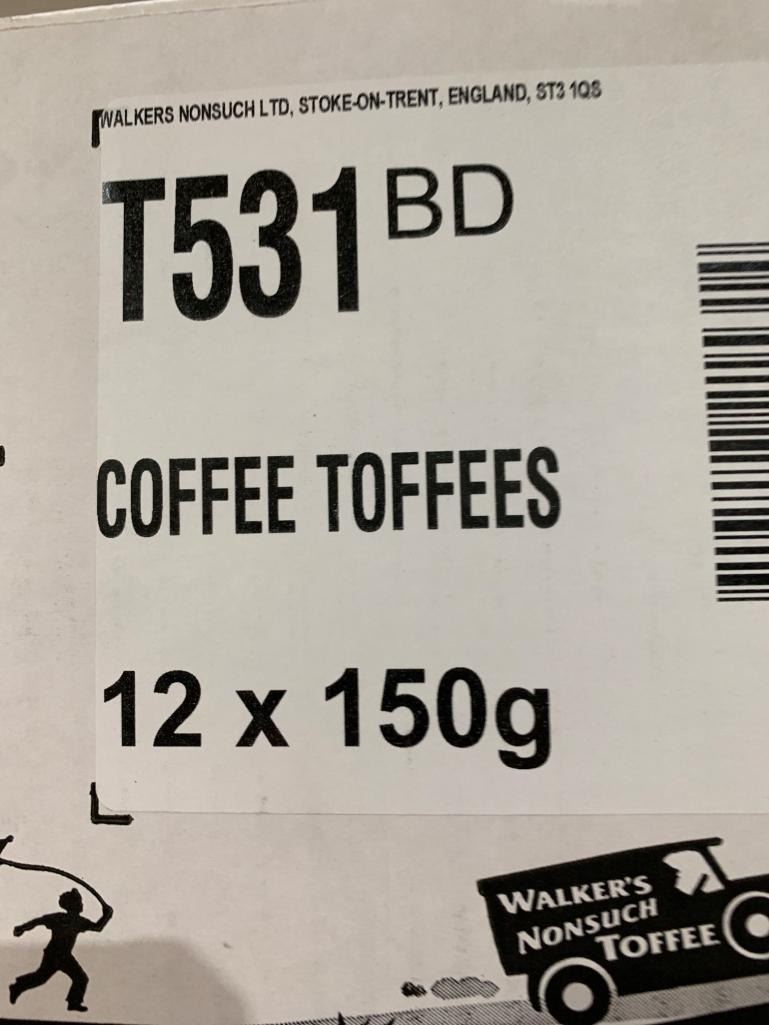 WALKERS NONSUCH LTD, STOKE-ON-TRENT, ENGLAND, ST3 1QS
T531 BD
COFFEE TOFFEES
12 x 150g
WALKER'S
NONSUCH
TOFFEE